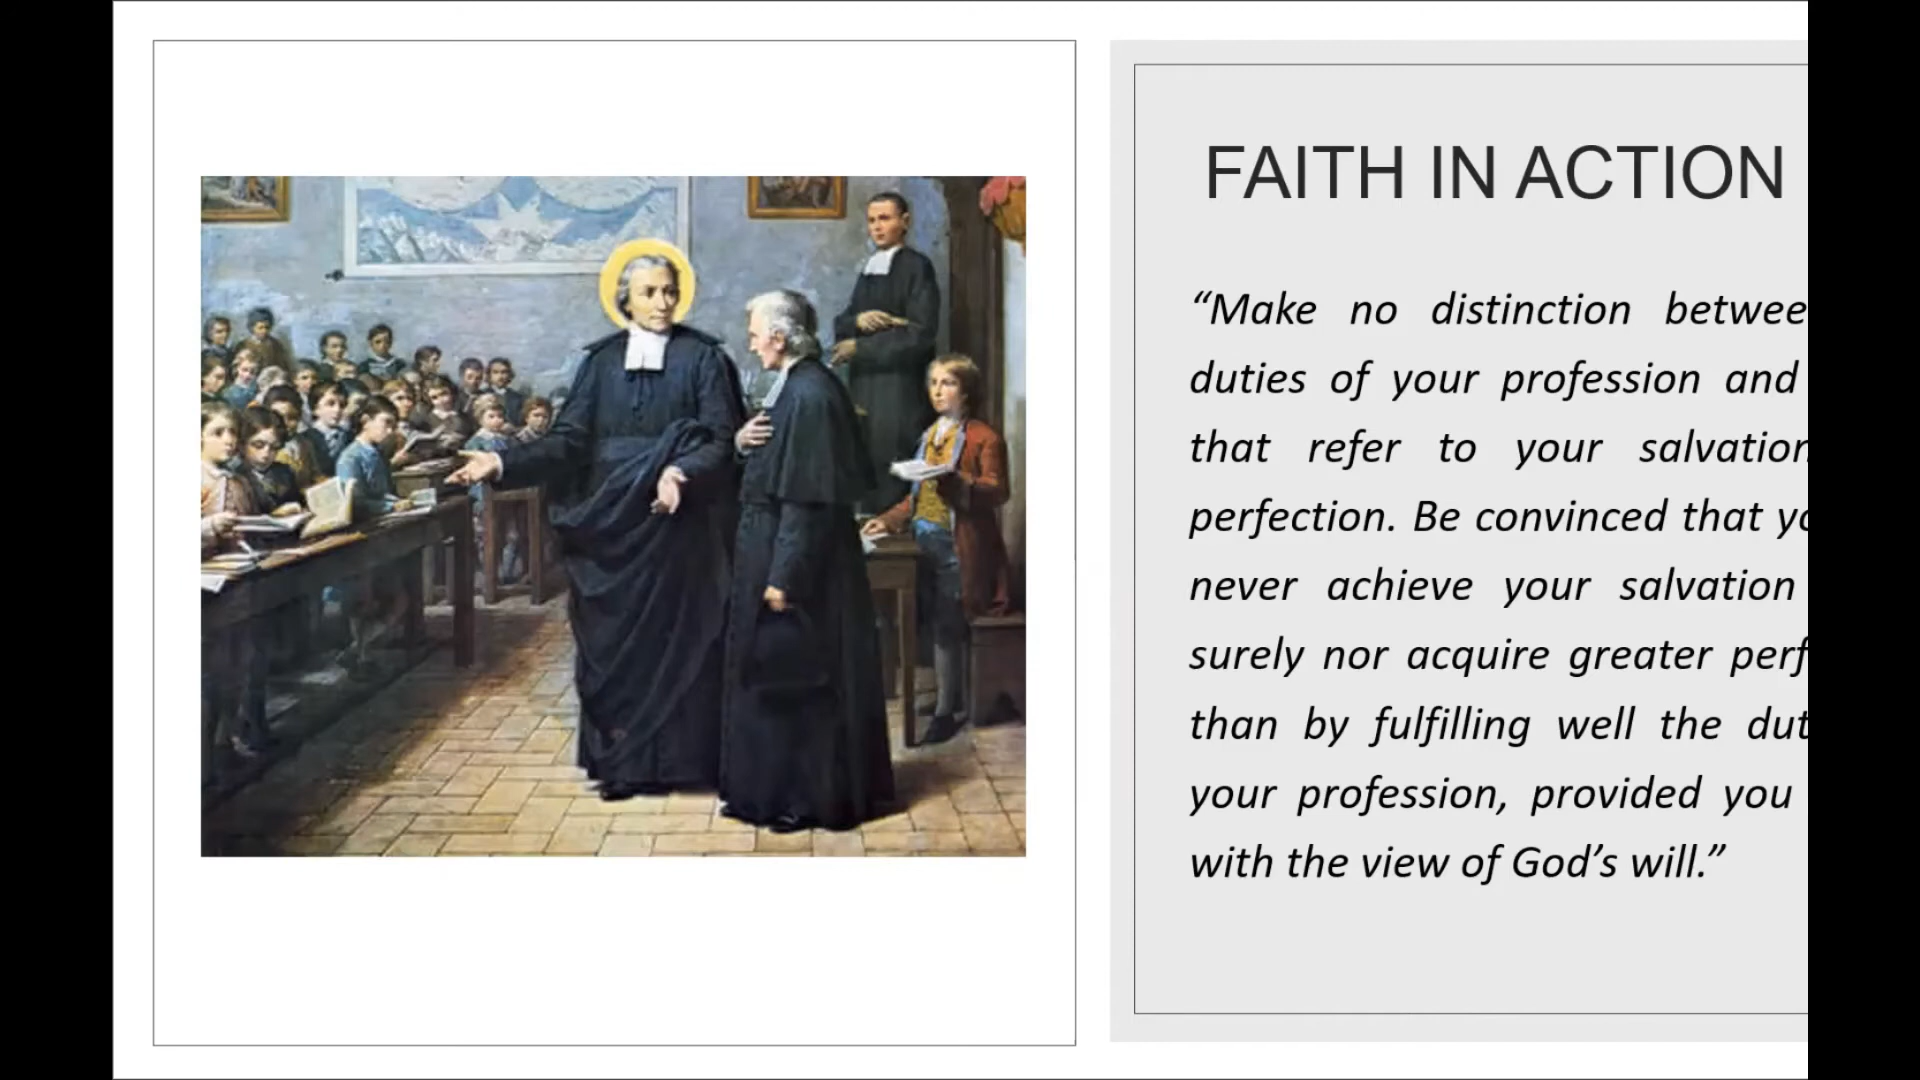 FAITH IN ACTION
“Make no distinction betwee
duties of your profession and
that refer to your salvation
perfection. Be convinced that yo
never achieve your salvation
surely nor acquire greater perf
than by fulfilling well the dut
your profession, provided you
with the view of God’s will.”